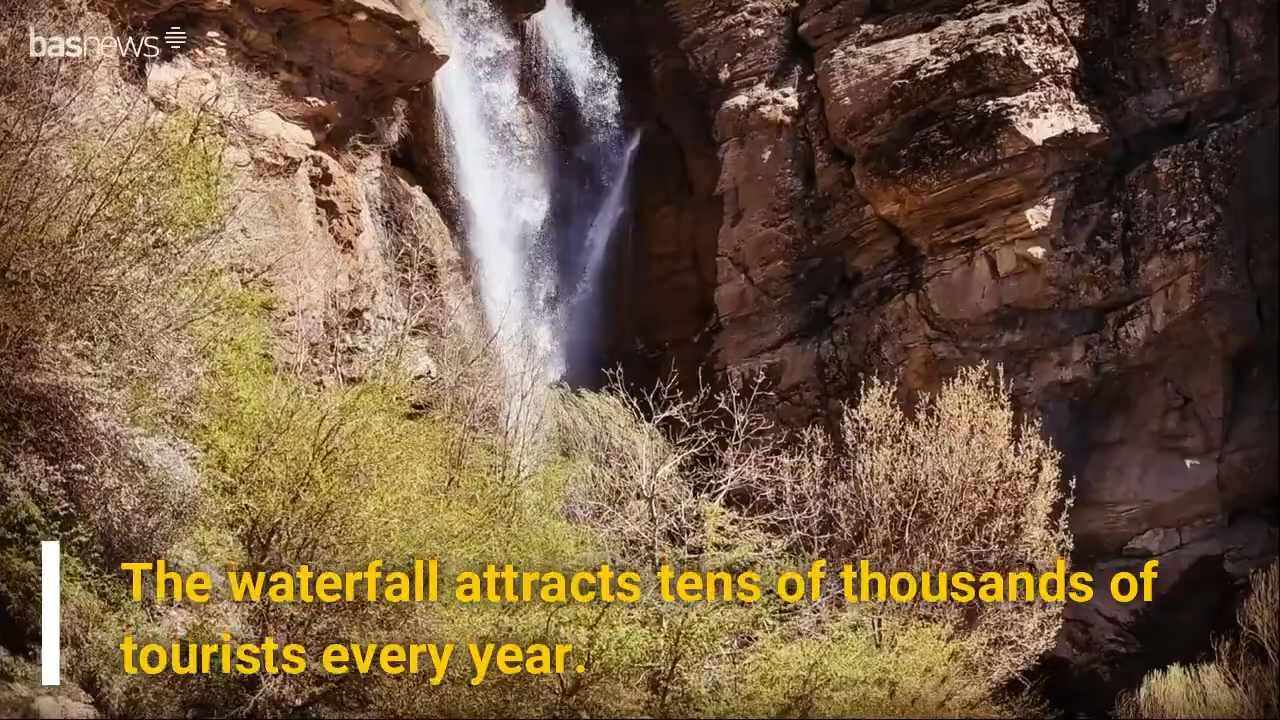 basnews
The waterfall attracts tens of thousands of
tourists every year.